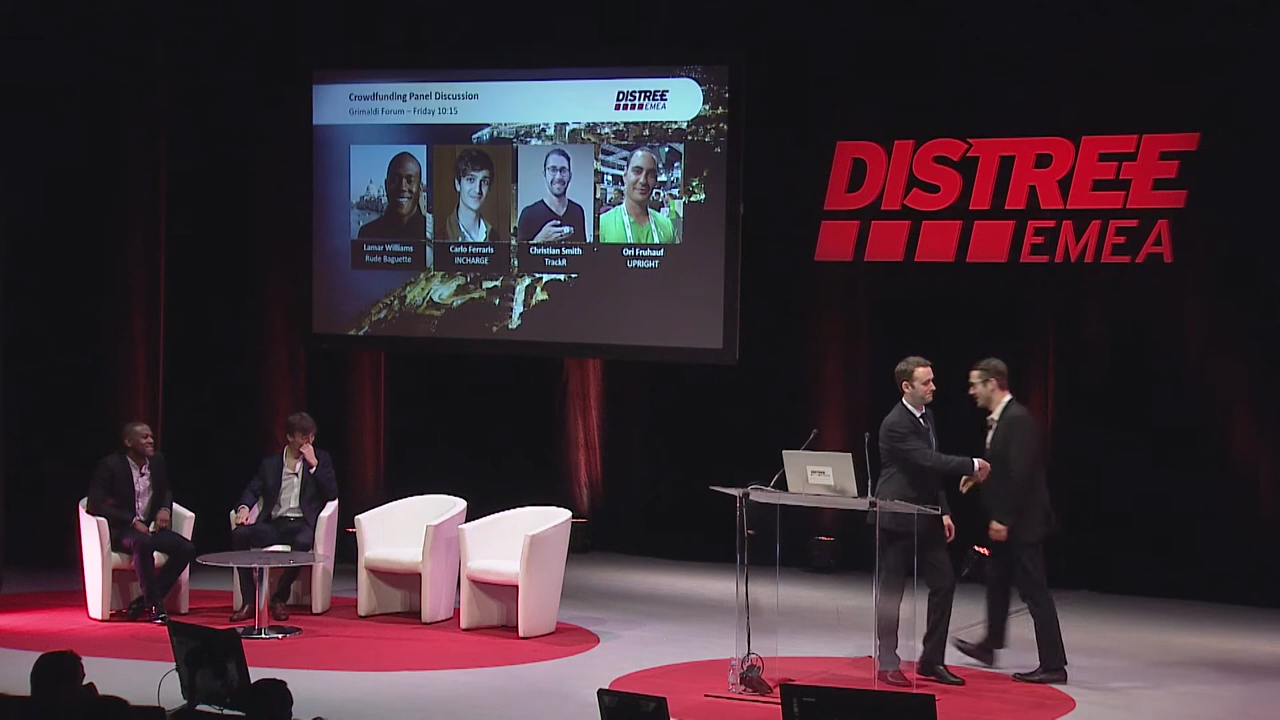 Crowdfunding Panel Discussion
Grimaldi Forum – Friday 10:15
DISTREE
EMEA
Lamar Williams
Rude Baguette
Carlo Ferraris
INCHARGE
Christian Smith
TrackR
Ori Fruhauf
UPRIGHT
DISTREE
EMEA